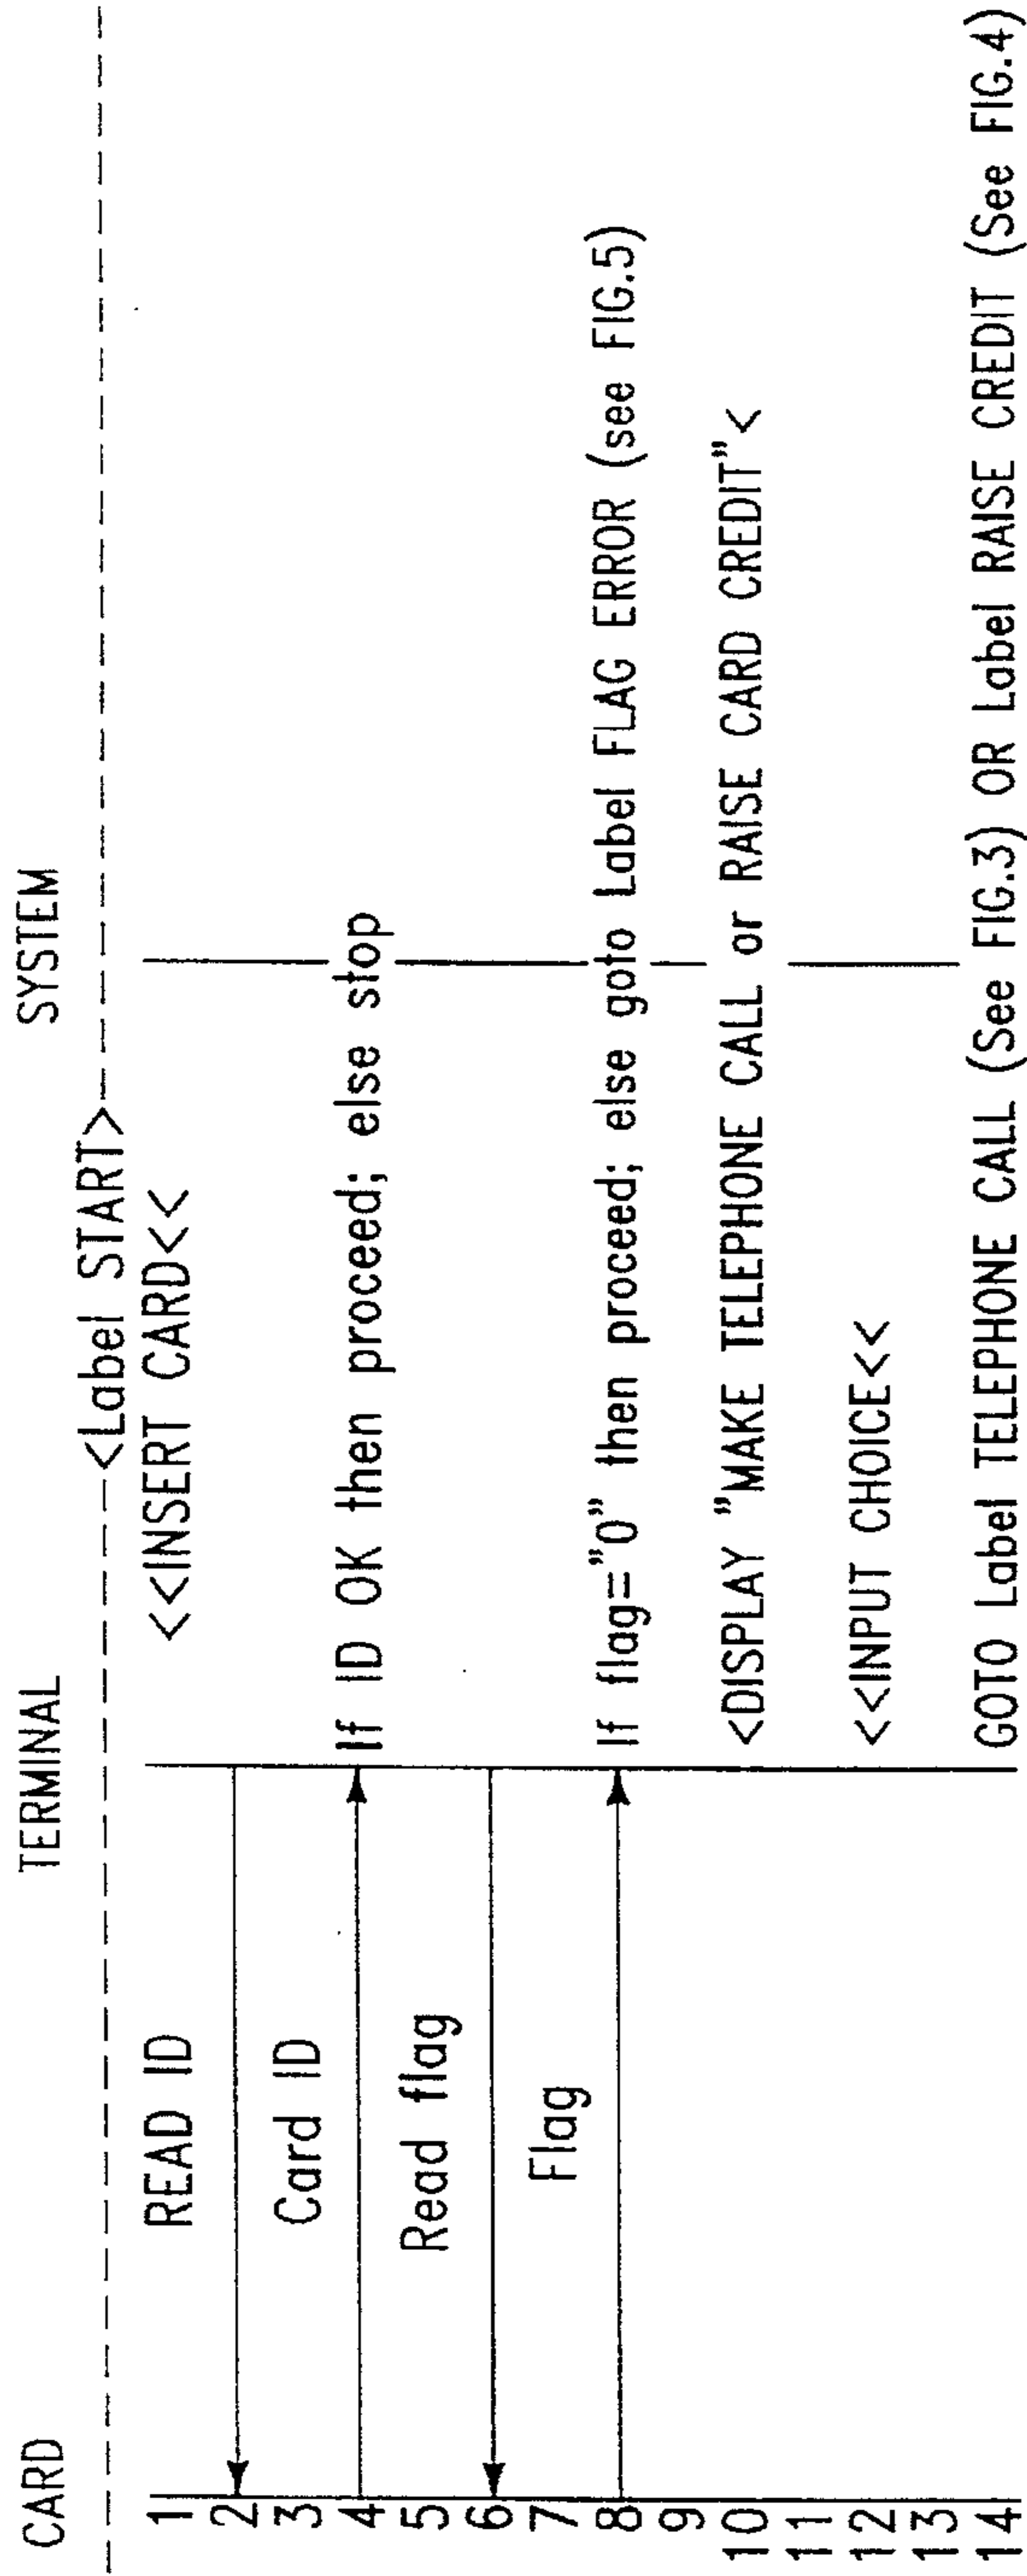 CARD TERMINAL SYSTEM
<Label START>
1 <<INSERT CARD<<
READ ID
2
3 Card ID
4 If ID OK then proceed; else stop
5 Read flag
6
7 Flag
8 If flag="0" then proceed; else goto Label FLAG ERROR (see FIG.5)
9
10 <DISPLAY "MAKE TELEPHONE CALL or RAISE CARD CREDIT"<
11
12 <<INPUT CHOICE<<
13
14 GOTO Label TELEPHONE CALL (See FIG.3) OR Label RAISE CREDIT (See FIG.4)